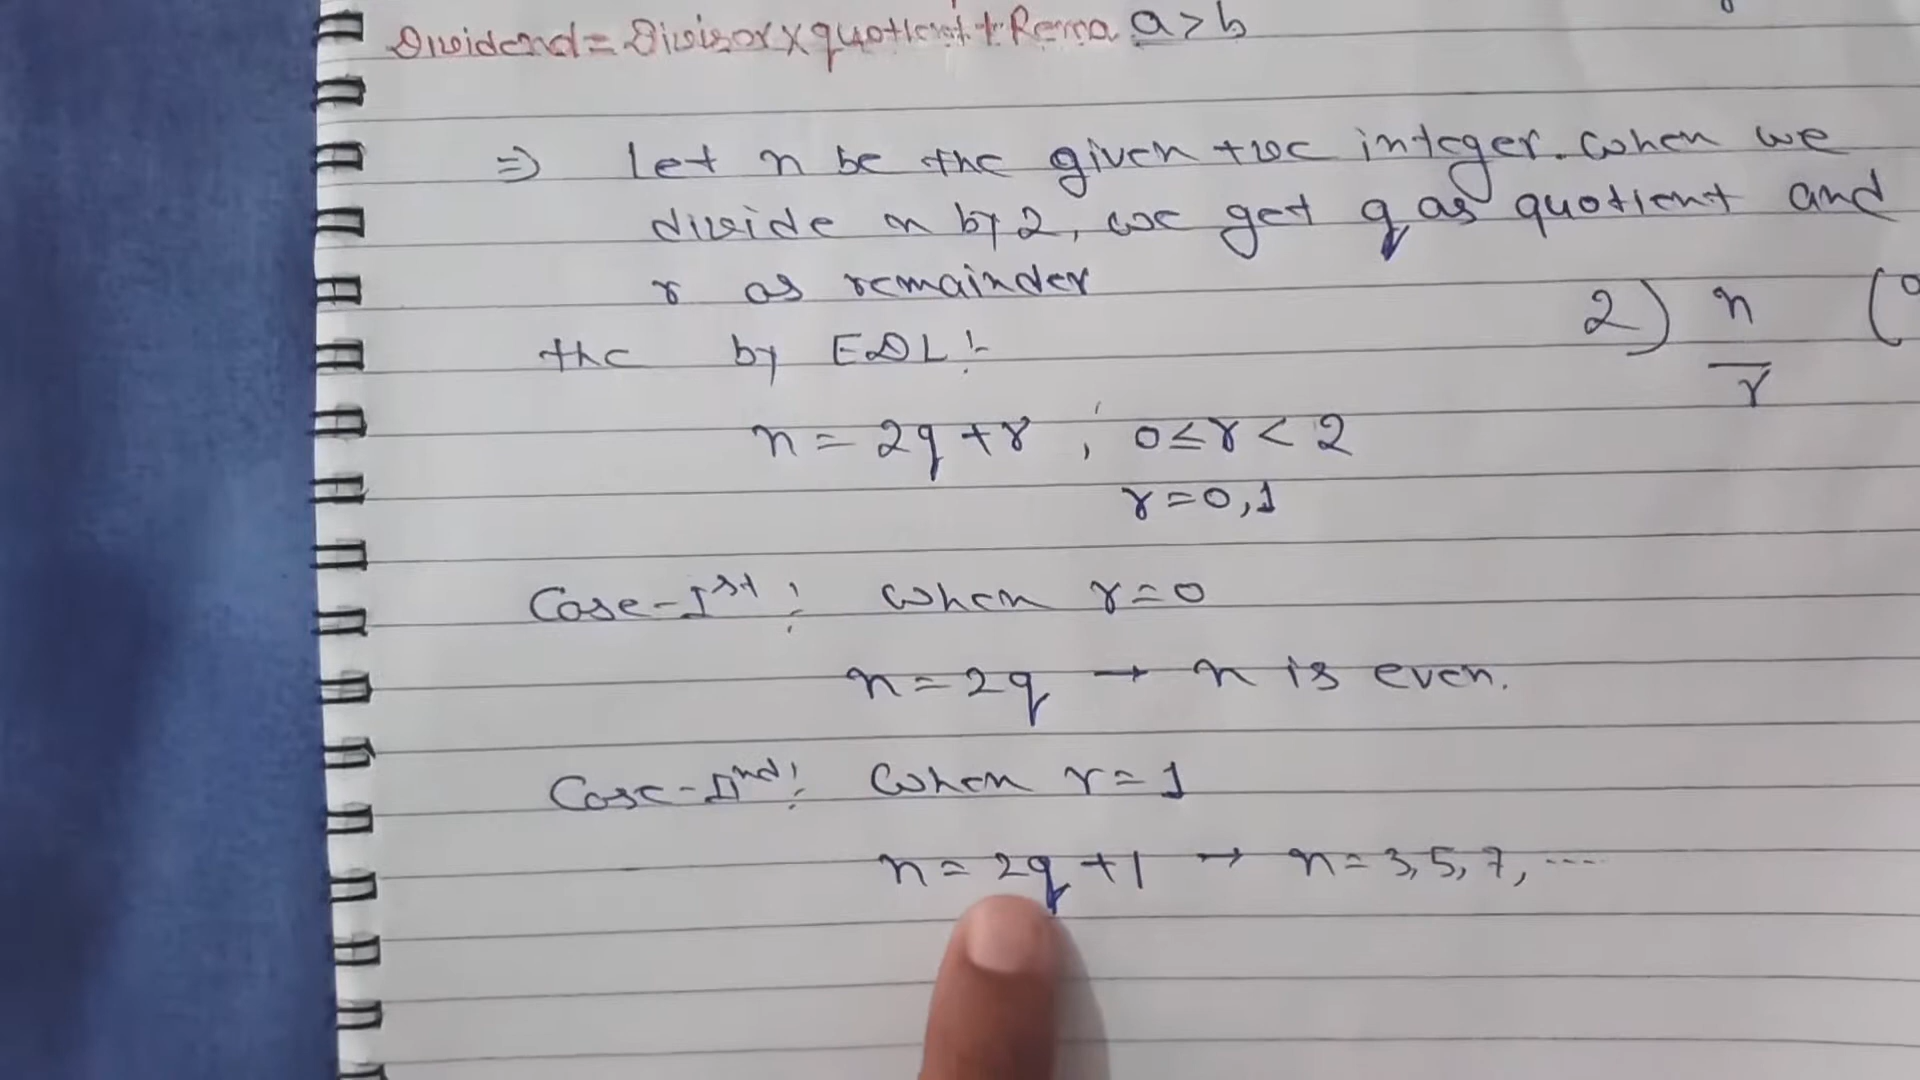 Dividend = Divisor × quotient + Rema a > b
⇒ Let n be the given +ve integer. When we
divide n by 2, we get q as quotient and
r as remainder
2) n (
r
the by EDL:-
n = 2q + r , 0 ≤ r < 2
r = 0, 1
Case-Ist: When r = 0
n = 2q → n is even.
Case-IInd: When r = 1
n = 2q + 1 → n = 3, 5, 7, ....